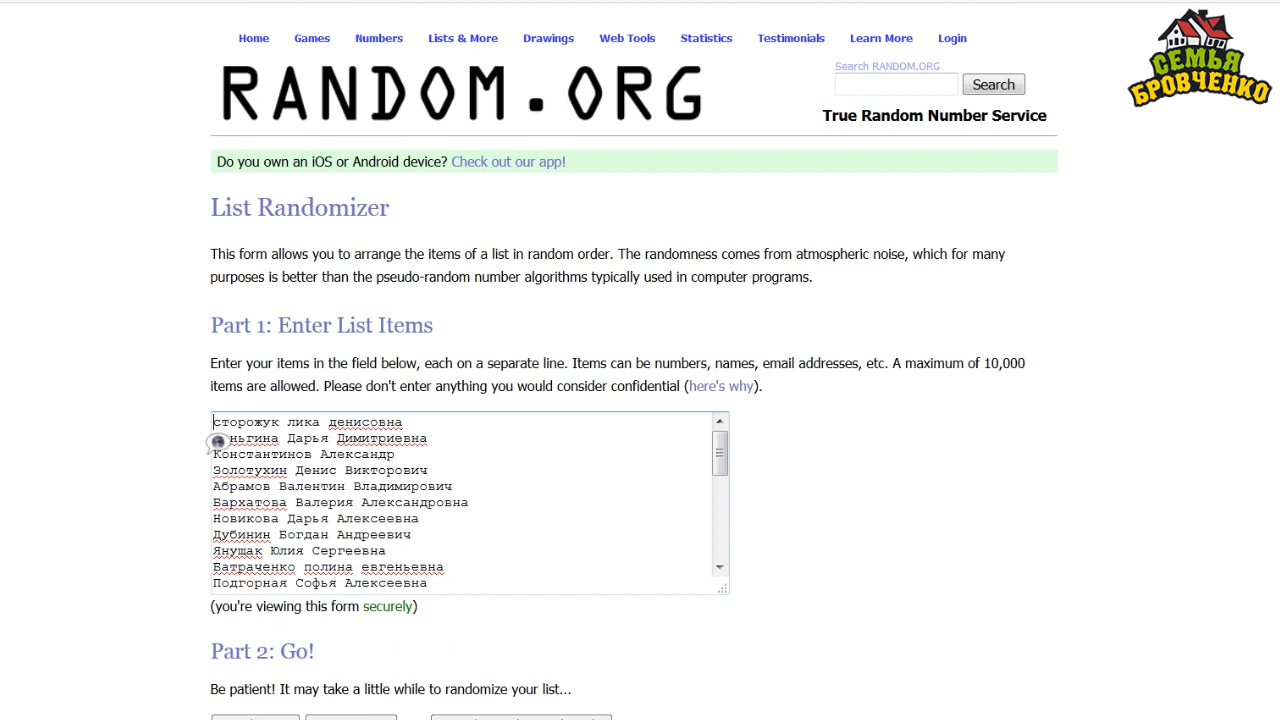 Home Games Numbers Lists & More Drawings Web Tools Statistics Testimonials Learn More Login
СЕМЬЯ
БРОВЧЕНКО
RANDOM.ORG
Search RANDOM.ORG
Search
True Random Number Service
Do you own an iOS or Android device? Check out our app!
List Randomizer
This form allows you to arrange the items of a list in random order. The randomness comes from atmospheric noise, which for many
purposes is better than the pseudo-random number algorithms typically used in computer programs.
Part 1: Enter List Items
Enter your items in the field below, each on a separate line. Items can be numbers, names, email addresses, etc. A maximum of 10,000
items are allowed. Please don't enter anything you would consider confidential (here's why).
сторожук лика денисовна
Дарья Димитриевна
Константинов Александр
Золотухин Денис Викторович
Абрамов Валентин Владимирович
Бархатова Валерия Александровна
Новикова Дарья Алексеевна
Дубинин Богдан Андреевич
Янущак Юлия Сергеевна
Батраченко полина евгеньевна
Подгорная Софья Алексеевна
(you're viewing this form securely)
Part 2: Go!
Be patient! It may take a little while to randomize your list...